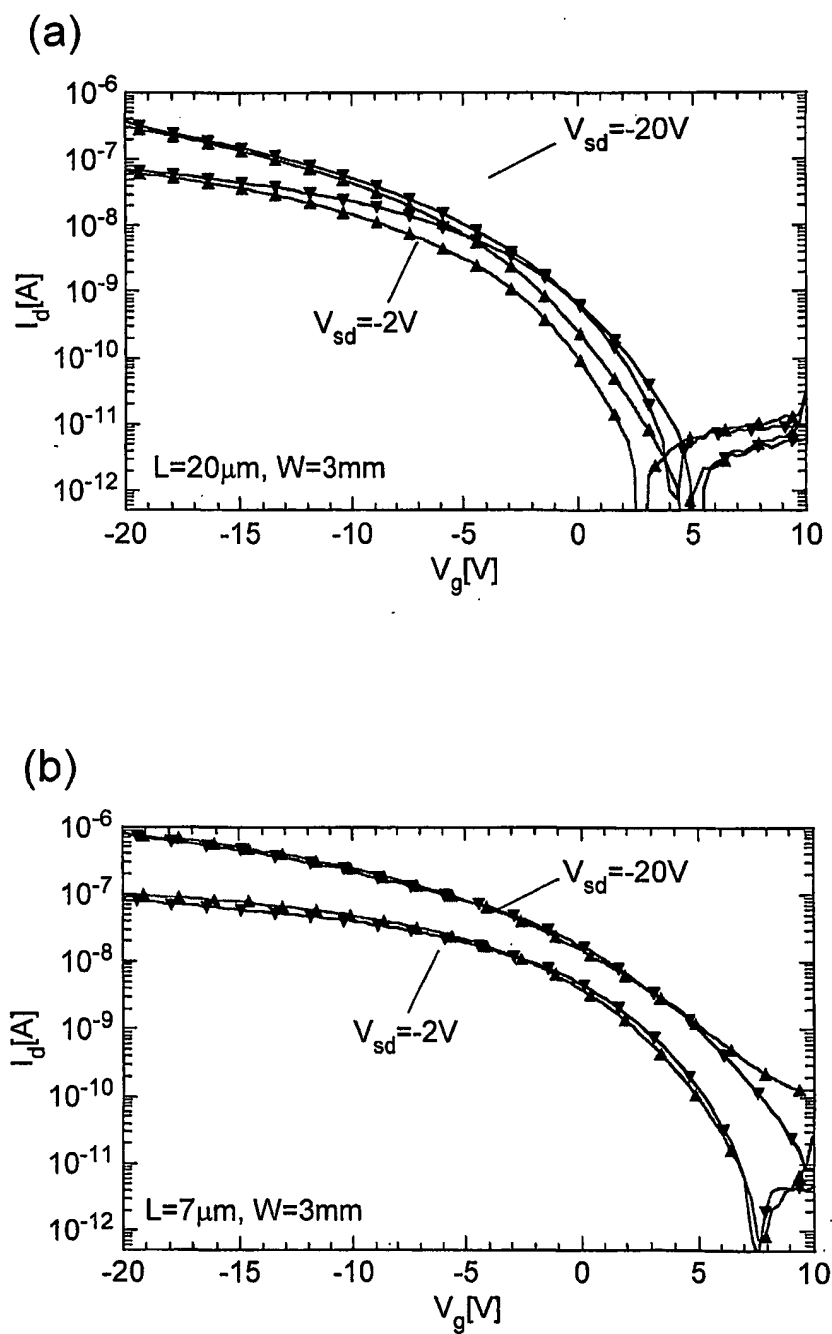 (a)
10⁻⁶
10⁻⁷
10⁻⁸
10⁻⁹
10⁻¹⁰
10⁻¹¹
10⁻¹²
I_d[A]
V_sd=-20V
V_sd=-2V
L=20μm, W=3mm
-20 -15 -10 -5 0 5 10
V_g[V]
(b)
10⁻⁶
10⁻⁷
10⁻⁸
10⁻⁹
10⁻¹⁰
10⁻¹¹
10⁻¹²
I_d[A]
V_sd=-20V
V_sd=-2V
L=7μm, W=3mm
-20 -15 -10 -5 0 5 10
V_g[V]